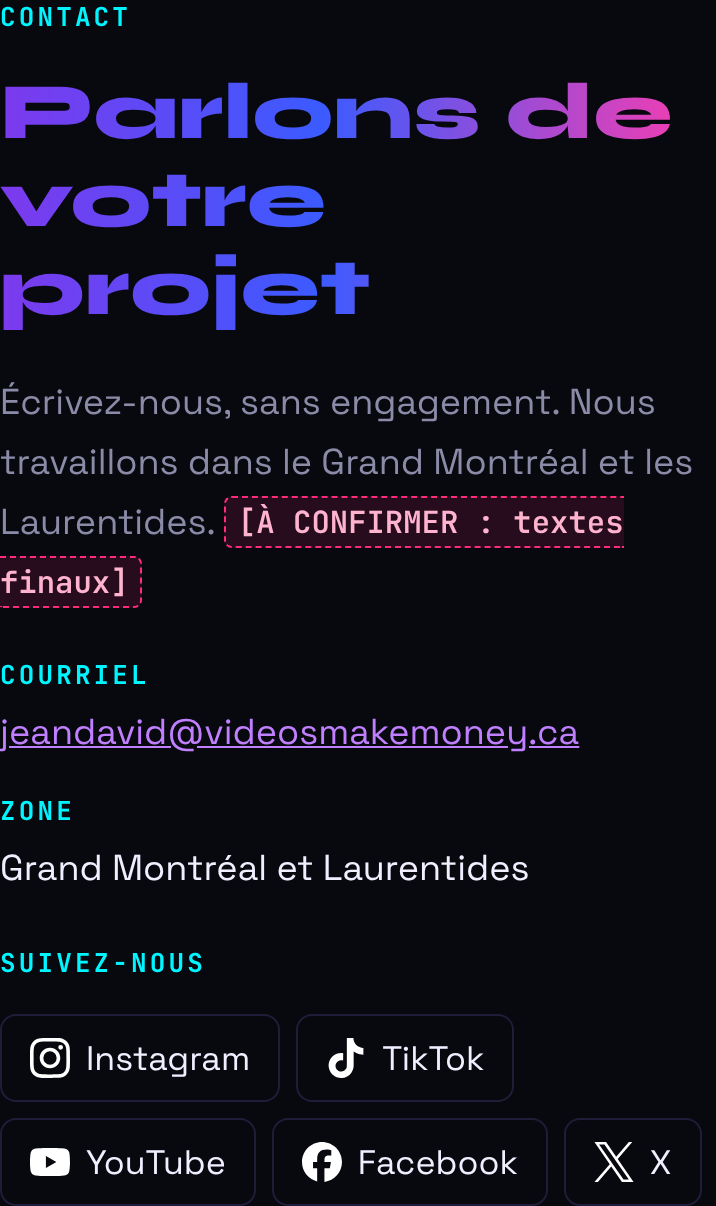 CONTACT
Parlons de
votre
projet
Écrivez-nous, sans engagement. Nous
travaillons dans le Grand Montréal et les
Laurentides. [À CONFIRMER : textes
finaux]
COURRIEL
jeandavid@videosmakemoney.ca
ZONE
Grand Montréal et Laurentides
SUIVEZ-NOUS
Instagram TikTok
YouTube Facebook X